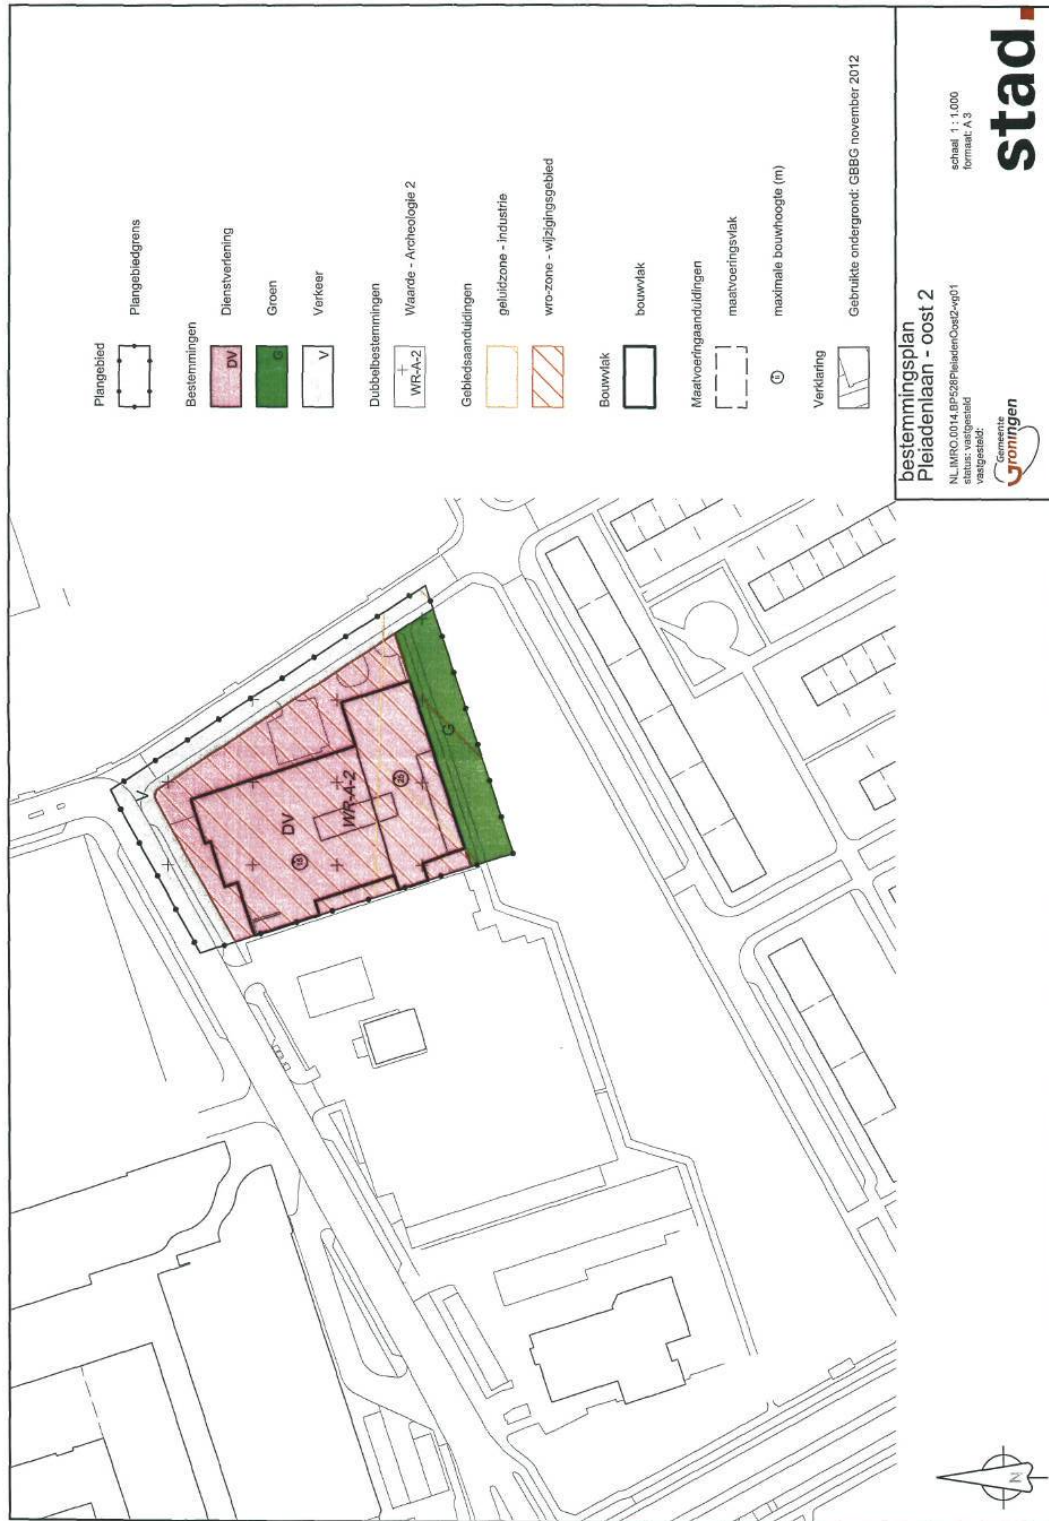 Plangebied
Plangebiedgrens
Bestemmingen
DV
Dienstverlening
G
Groen
V
Verkeer
Dubbelbestemmingen
WR-A-2
Waarde - Archeologie 2
Gebiedsaanduidingen
geluidzone - industrie
wro-zone - wijzigingsgebied
Bouwvlak
bouwvlak
Maatvoeringaanduidingen
maatvoeringsvlak
maximale bouwhoogte (m)
Verklaring
Gebruikte ondergrond: GBBG november 2012
V
DV
WR-A-2
G
bestemmingsplan
Pleiadenlaan - oost 2
NL.IMRO.0014.BP528PleiadenOost2-vg01
status: vastgesteld
vastgesteld:
Gemeente
Groningen
schaal 1 : 1.000
formaat: A 3
stad.
N